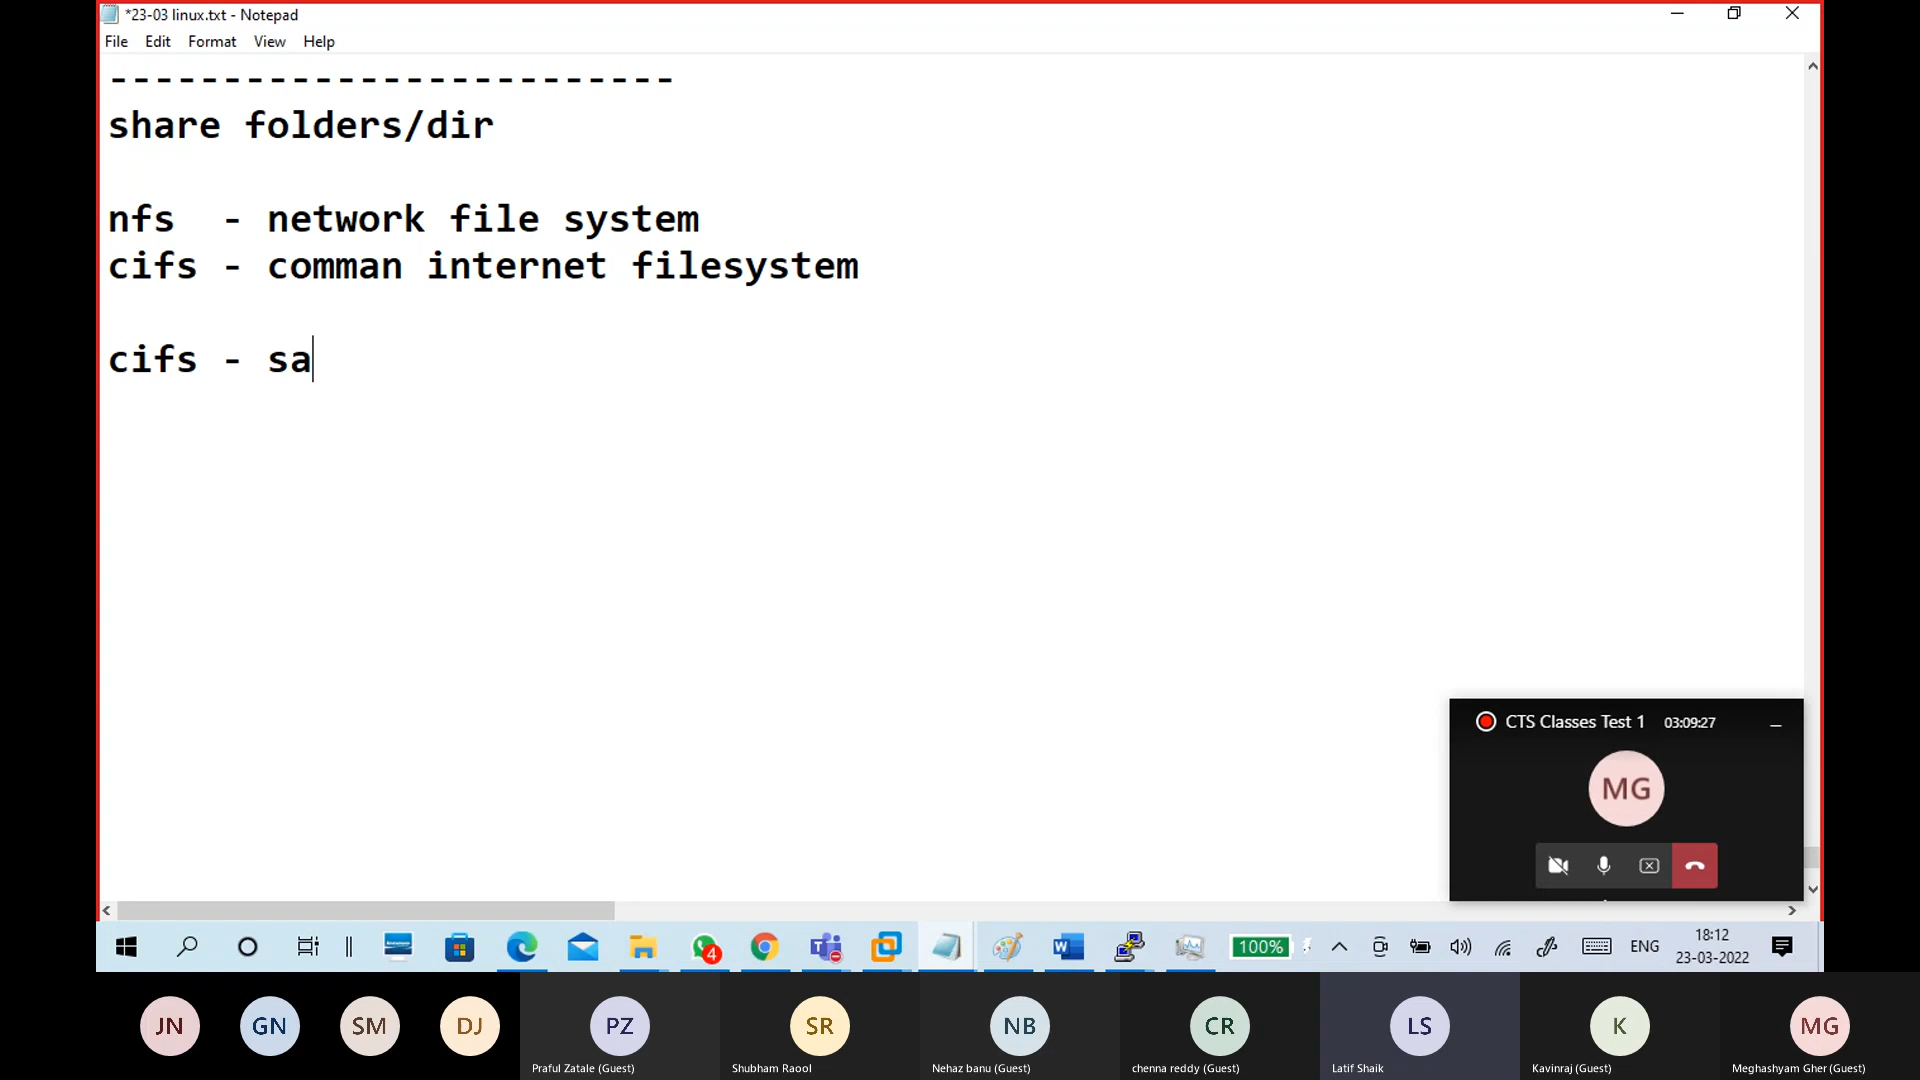 *23-03 linux.txt - Notepad
File Edit Format View Help
--------------------------
share folders/dir
nfs  - network file system
cifs - comman internet filesystem
cifs - sa
CTS Classes Test 1 03:09:27
MG
4
100%
ENG
18:12
23-03-2022
JN GN SM DJ PZ SR NB CR LS K MG
Praful Zatale (Guest) Shubham Raool Nehaz banu (Guest) chenna reddy (Guest) Latif Shaik Kavinraj (Guest) Meghashyam Gher (Guest)